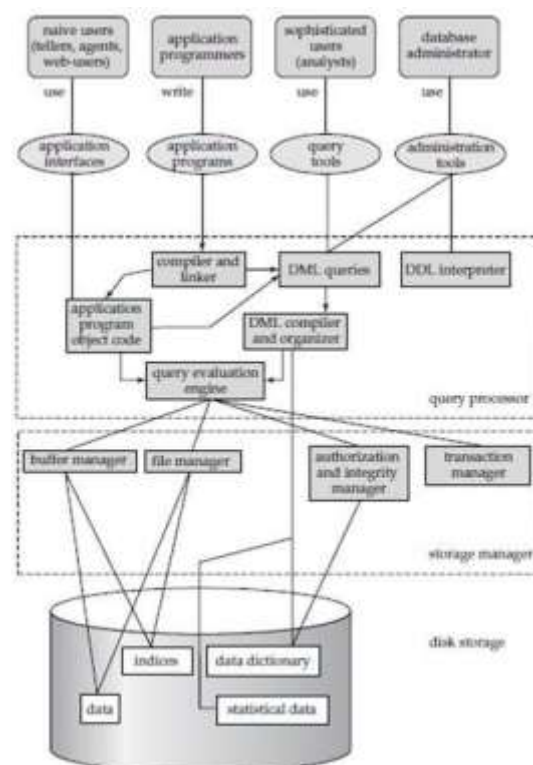 naive users
(tellers, agents,
web-users)
application
programmers
sophisticated
users
(analysts)
database
administrator
use
write
use
use
application
interfaces
application
programs
query
tools
administration
tools
compiler and
linker
DML queries
DDL interpreter
application
program
object code
DML compiler
and organizer
query evaluation
engine
query processor
buffer manager
file manager
authorization
and integrity
manager
transaction
manager
storage manager
disk storage
indices
data dictionary
data
statistical data